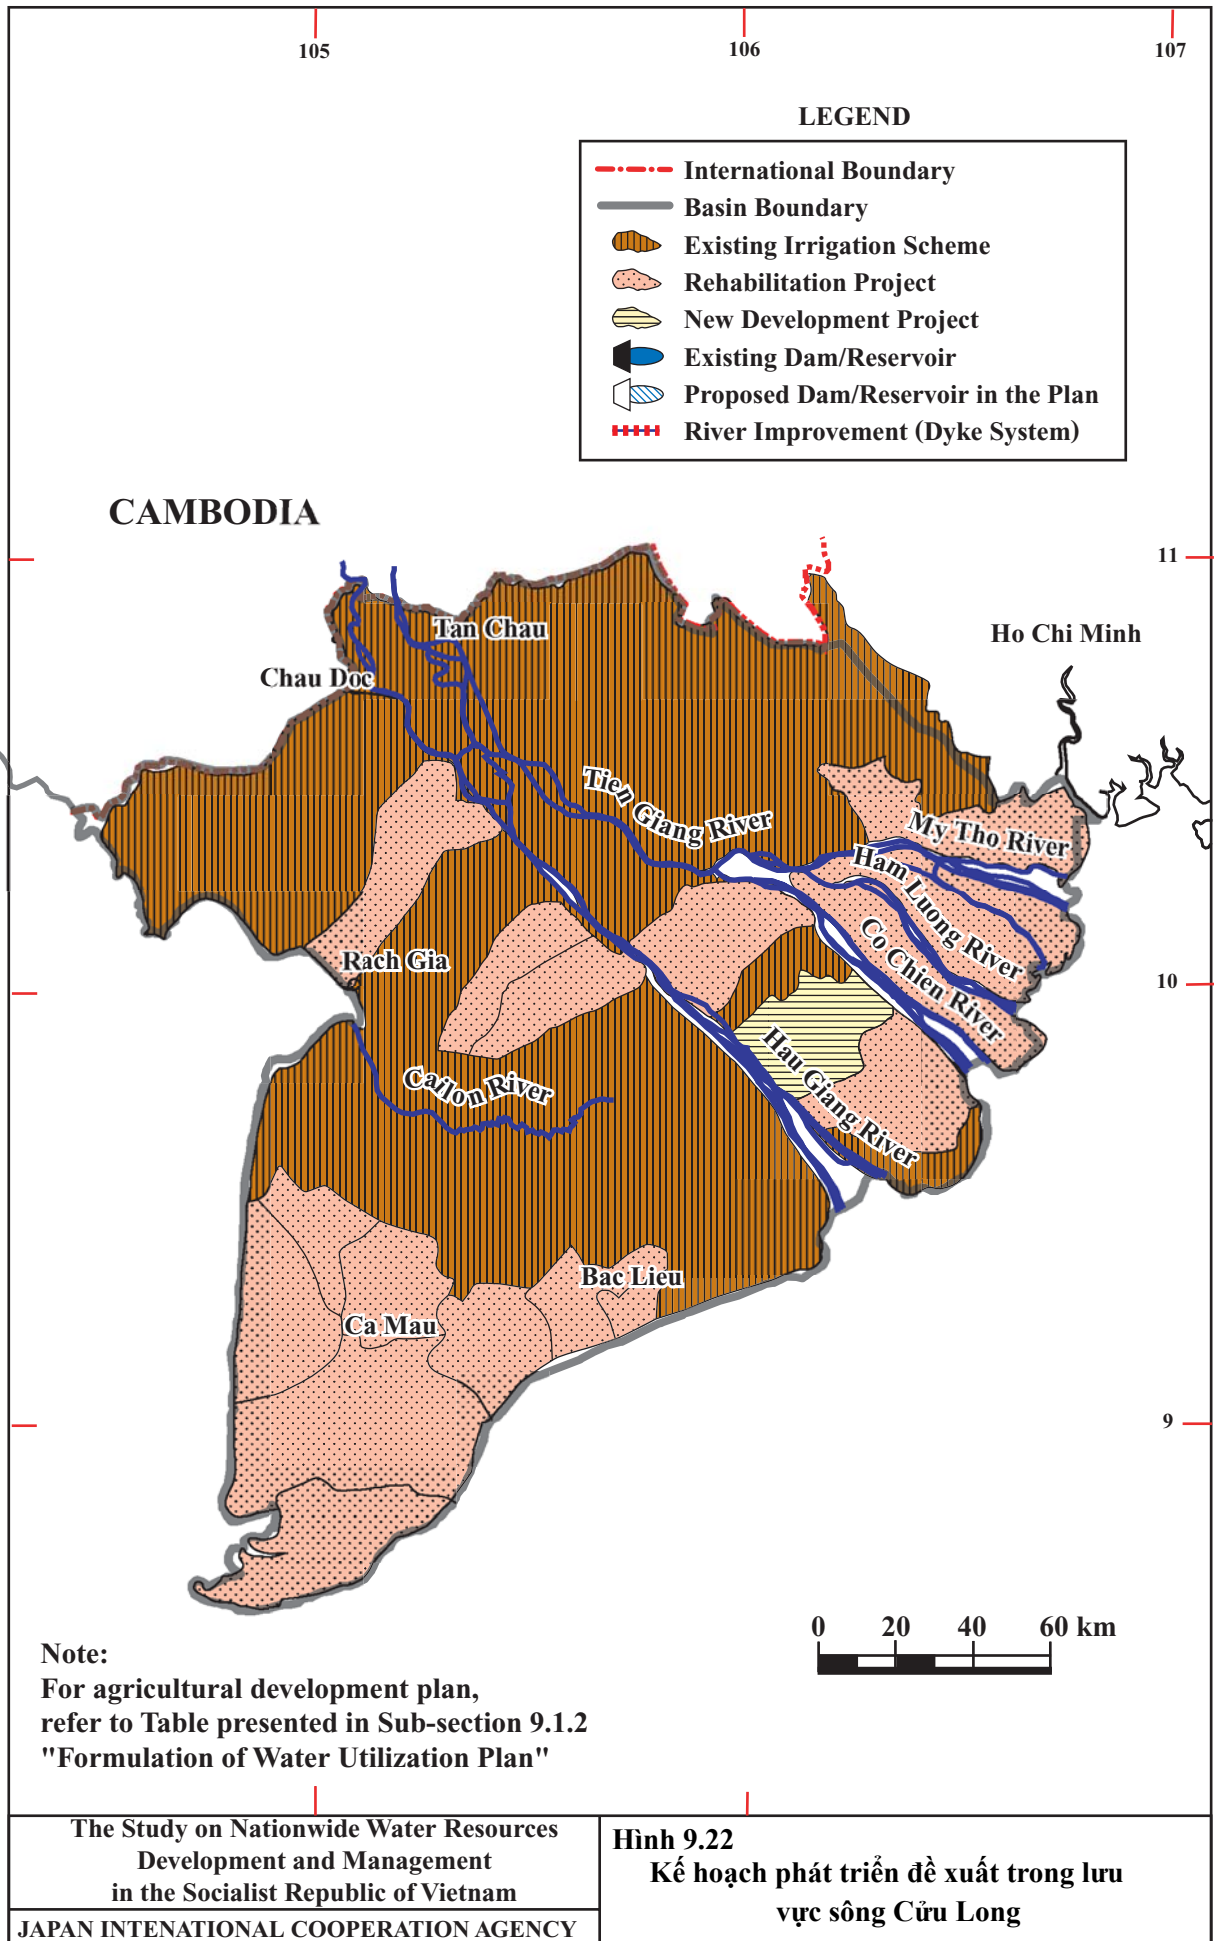 105
106
107
LEGEND
International Boundary
Basin Boundary
Existing Irrigation Scheme
Rehabilitation Project
New Development Project
Existing Dam/Reservoir
Proposed Dam/Reservoir in the Plan
River Improvement (Dyke System)
CAMBODIA
11
Tan Chau
Ho Chi Minh
Chau Doc
Tien Giang River
My Tho River
Ham Luong River
Co Chien River
Rach Gia
10
Hau Giang River
Cailon River
Bac Lieu
Ca Mau
9
0 20 40 60 km
Note:
For agricultural development plan,
refer to Table presented in Sub-section 9.1.2
"Formulation of Water Utilization Plan"
The Study on Nationwide Water Resources
Development and Management
in the Socialist Republic of Vietnam
JAPAN INTENATIONAL COOPERATION AGENCY
Hình 9.22
Kế hoạch phát triển đề xuất trong lưu
vực sông Cửu Long